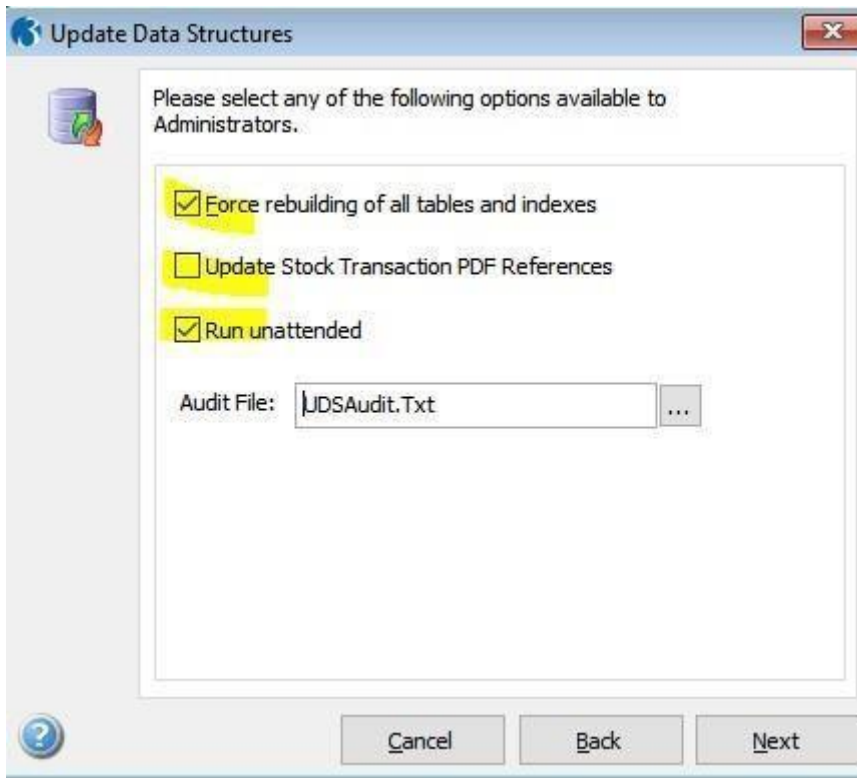 Update Data Structures
Please select any of the following options available to
Administrators.
Force rebuilding of all tables and indexes
Update Stock Transaction PDF References
Run unattended
Audit File: UDSAudit.Txt ...
Cancel Back Next